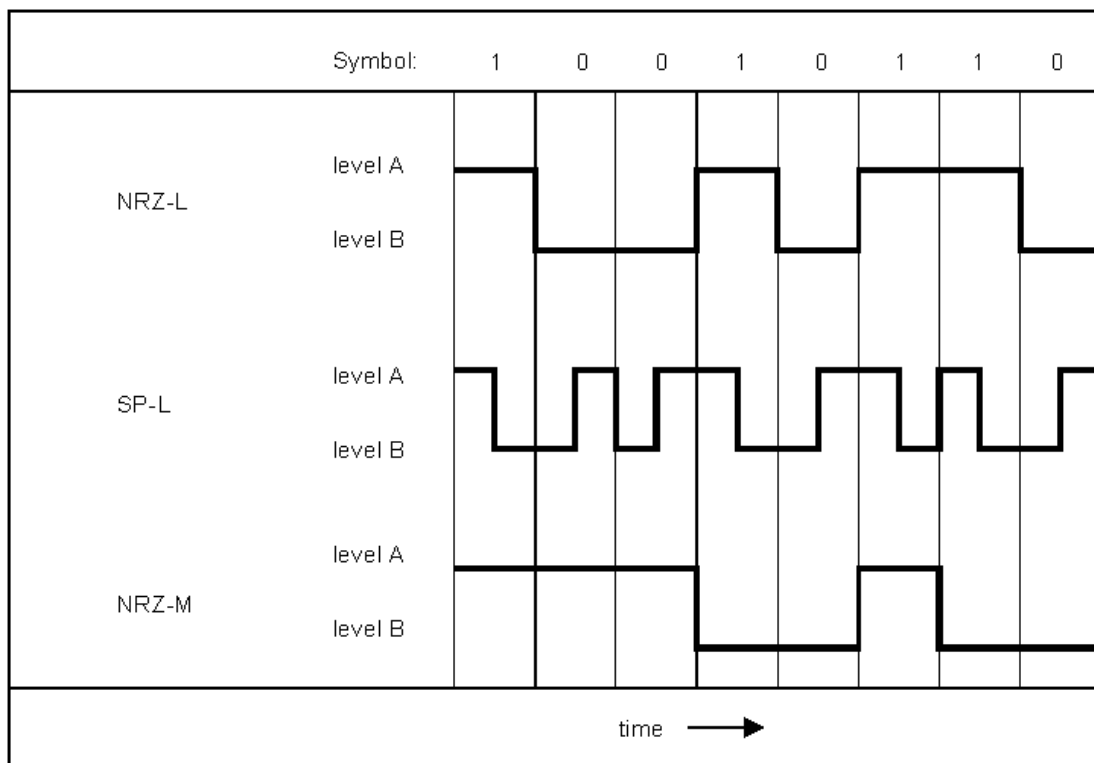 Symbol: 1 0 0 1 0 1 1 0
level A
NRZ-L
level B
level A
SP-L
level B
level A
NRZ-M
level B
time